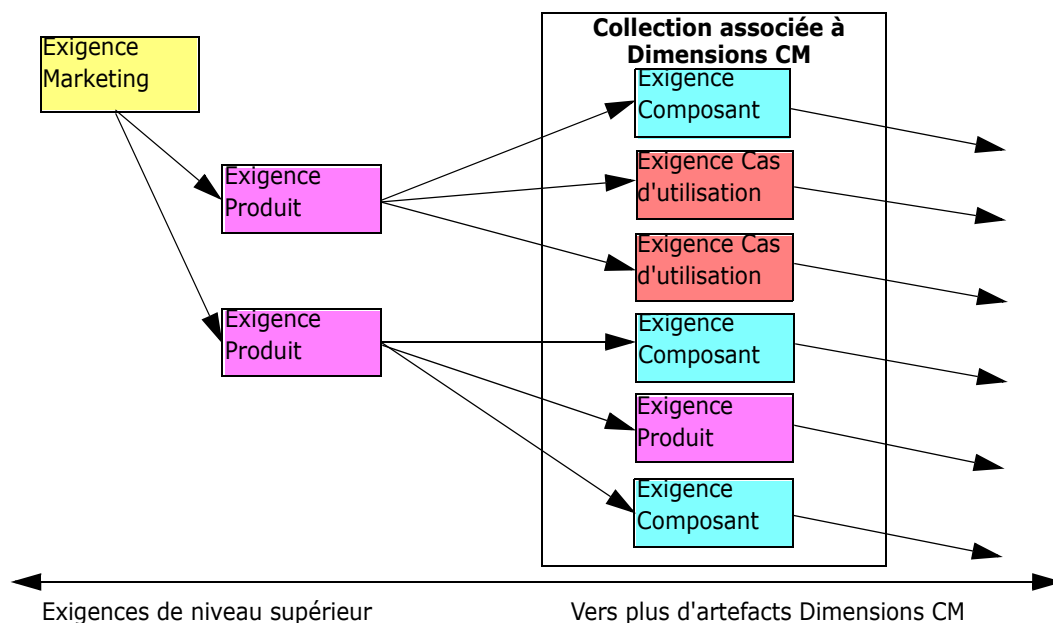 Collection associée à
Dimensions CM
Exigence
Marketing
Exigence
Composant
Exigence
Produit
Exigence Cas
d'utilisation
Exigence Cas
d'utilisation
Exigence
Produit
Exigence
Composant
Exigence
Produit
Exigence
Composant
Exigences de niveau supérieur
Vers plus d'artefacts Dimensions CM